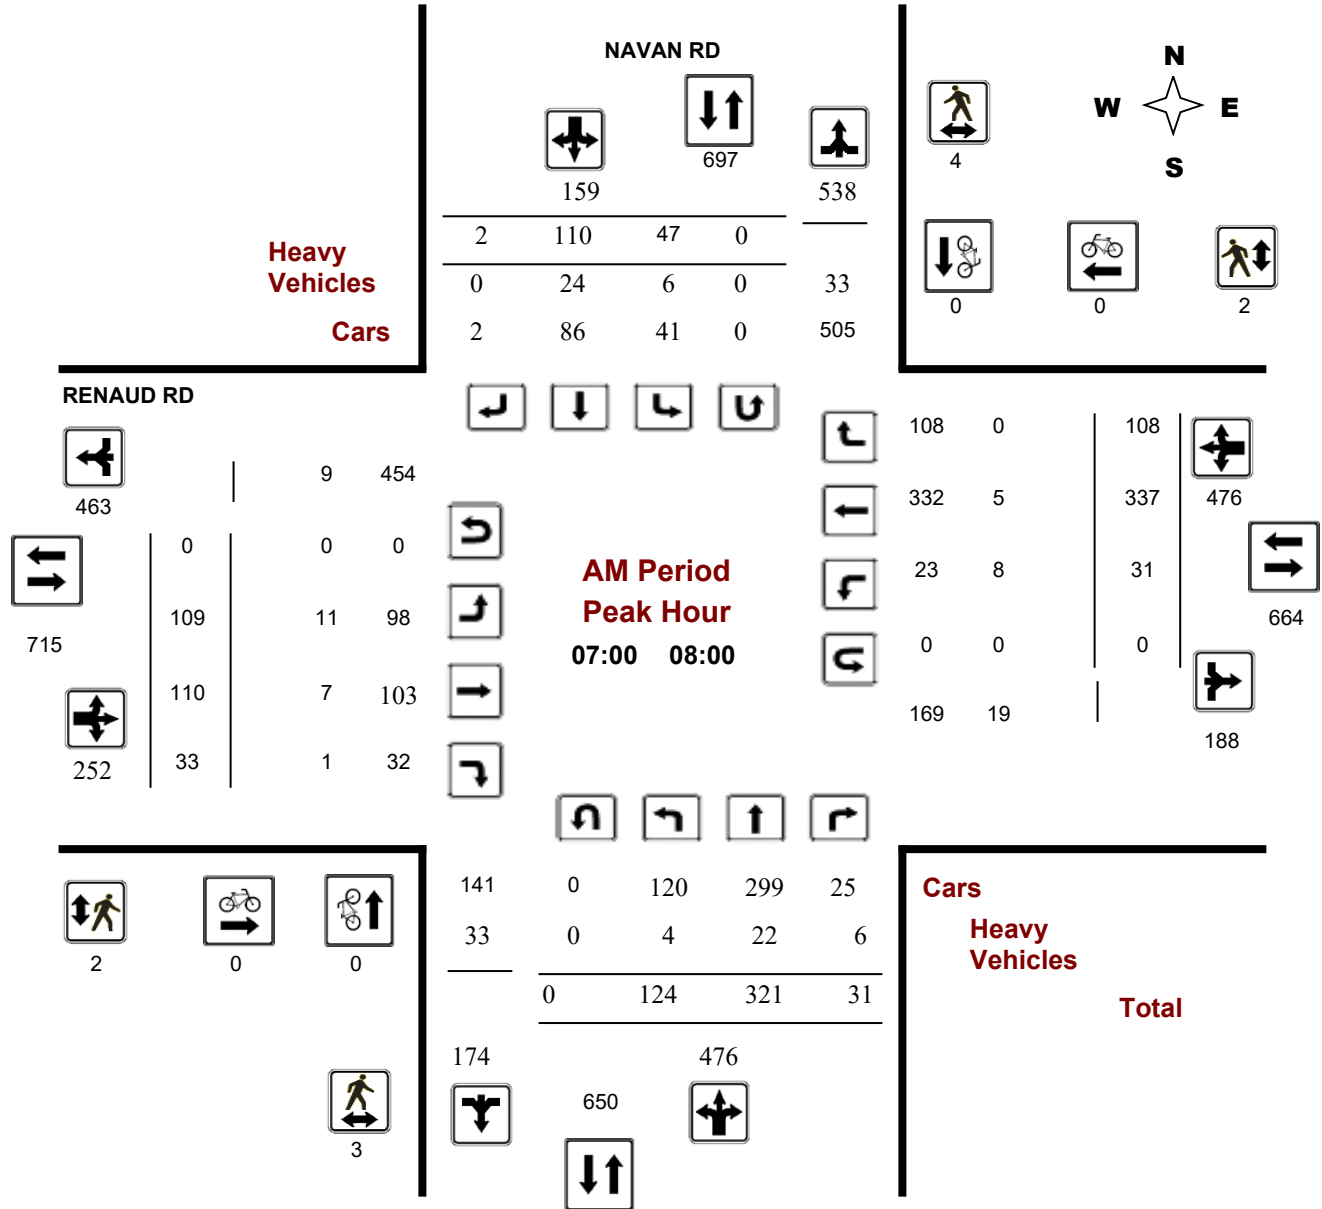 NAVAN RD
N
W E
S
697
4
159
538
2 110 47 0
Heavy
Vehicles
0 24 6 0 33
0 0 2
Cars
2 86 41 0 505
RENAUD RD
108 0 108
9 454
463
332 5 337 476
0 0 0
AM Period
23 8 31
Peak Hour
109 11 98
664
715
07:00 08:00
0 0 0
110 7 103
169 19
188
252 33 1 32
141 0 120 299 25
Cars
33 0 4 22 6
Heavy
Vehicles
2 0 0
0 124 321 31
Total
174 476
650
3